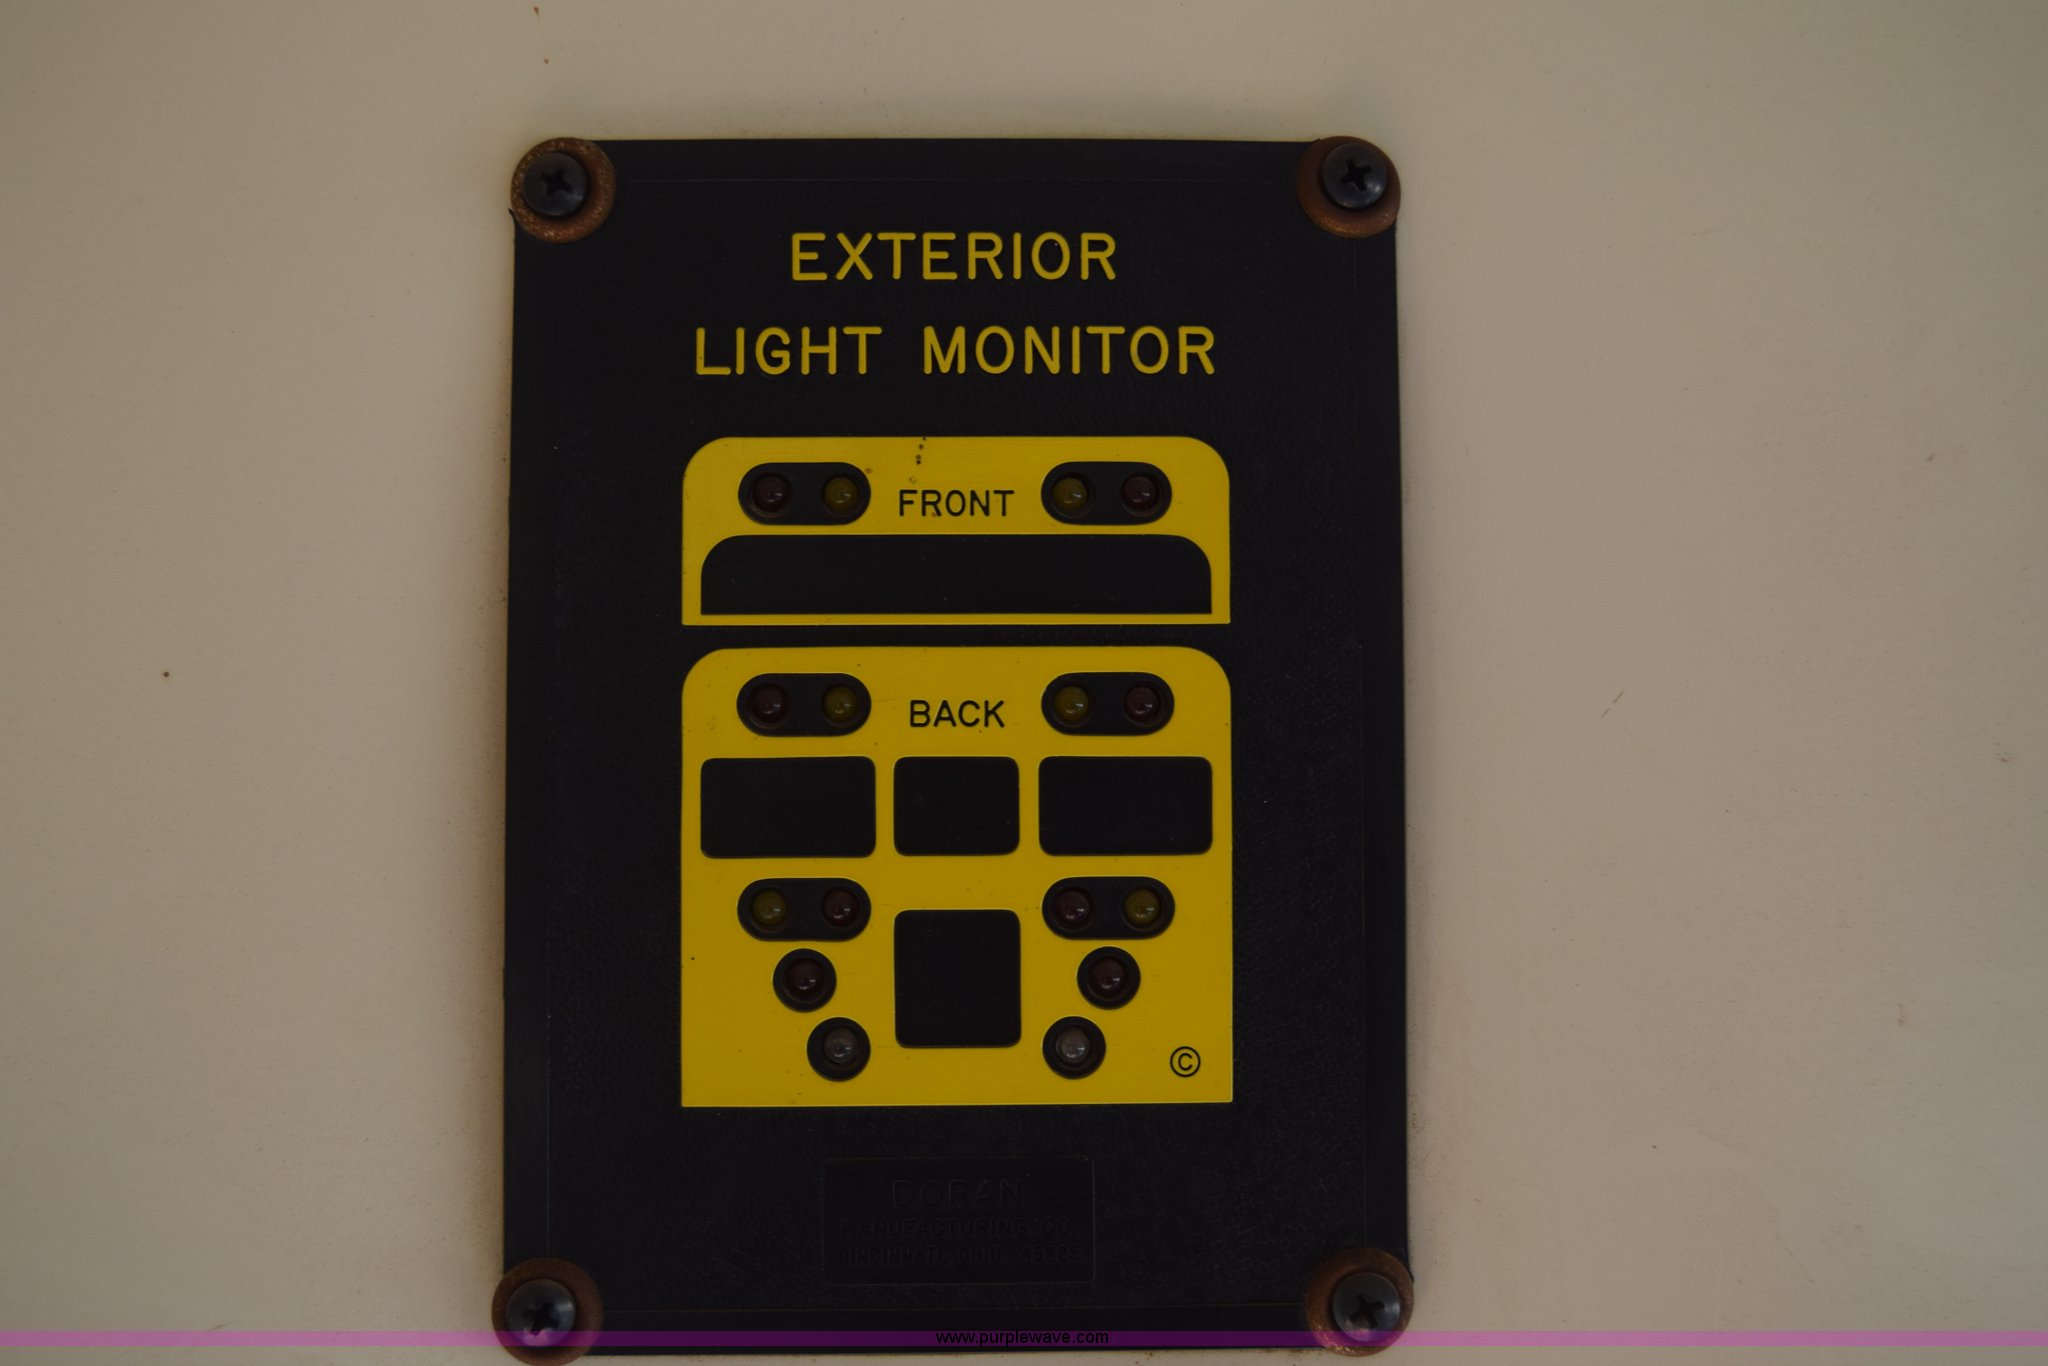 EXTERIOR
LIGHT MONITOR
FRONT
BACK
©
DORAN
MANUFACTURING CO.
CINCINNATI, OHIO 45225
www.purplewave.com